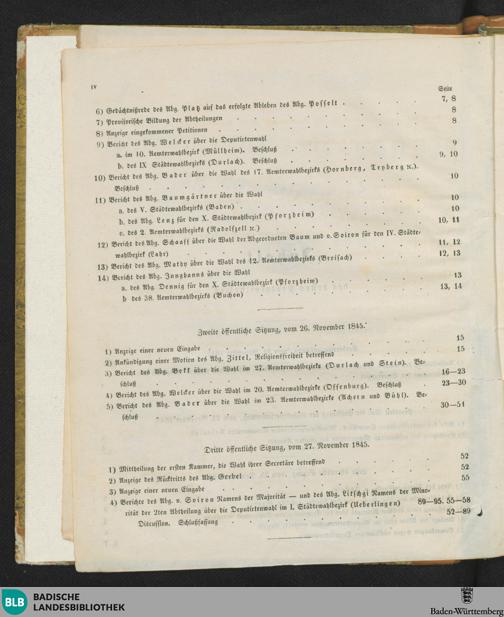 IV
Seite
6) Gedächtnißrede des Abg. Platz auf das erfolgte Ableben des Abg. Posselt . 7, 8
7) Provisorische Bildung der Abtheilungen 8
8) Anzeige eingekommener Petitionen 8
9) Bericht des Abg. Welcker über die Deputirtenwahl
a. im 10. Aemterwahlbezirk (Müllheim). Beschluß 9
b. des IX Städtewahlbezirks (Durlach). Beschluß 9, 10
10) Bericht des Abg. Bader über die Wahl des 17. Aemterwahlbezirks (Hornberg, Tryberg ꝛc.).
Beschluß 10
11) Bericht des Abg. Baumgärtner über die Wahl
a. des V. Städtewahlbezirks (Baden) 10
b. des Abg. Lenz für den X. Städtewahlbezirk (Pforzheim) 10
c. des 2. Aemterwahlbezirks (Radolfzell ꝛc.) 10, 11
12) Bericht des Abg. Schaaff über die Wahl der Abgeordneten Baum und v. Soiron für den IV. Städte-
wahlbezirk (Lahr) 11, 12
13) Bericht des Abg. Mathy über die Wahl des 12. Aemterwahlbezirks (Breisach) 12, 13
14) Bericht des Abg. Junghanns über die Wahl
a. des Abg. Dennig für den X. Städtewahlbezirk (Pforzheim) 13
b des 38. Aemterwahlbezirks (Buchen) 13, 14
Zweite öffentliche Sitzung, vom 26. November 1845.
1) Anzeige einer neuen Eingabe 15
2) Ankündigung einer Motion des Abg. Zittel, Religionsfreiheit betreffend 15
3) Bericht des Abg. Bekk über die Wahl im 27. Aemterwahlbezirk (Durlach und Stein). Be-
schluß 16—23
4) Bericht des Abg. Welcker über die Wahl im 20. Aemterwahlbezirk (Offenburg). Beschluß 23—30
5) Bericht des Abg. Bader über die Wahl im 23. Aemterwahlbezirk (Achern und Bühl). Be-
schluß 30—51
Dritte öffentliche Sitzung, vom 27. November 1845.
1) Mittheilung der ersten Kammer, die Wahl ihrer Secretäre betreffend 52
2) Anzeige des Rücktritts des Abg. Grether 52
3) Anzeige einer neuen Eingabe 55
4) Berichte des Abg. v. Soiron Namens der Majorität — und des Abg. Litschgi Namens der Mino-
rität der 2ten Abtheilung über die Deputirtenwahl im I. Städtewahlbezirk (Ueberlingen) 89—95. 55—58
Discussion. Schlußfassung 52—89
BLB BADISCHE
LANDESBIBLIOTHEK
Baden-Württemberg